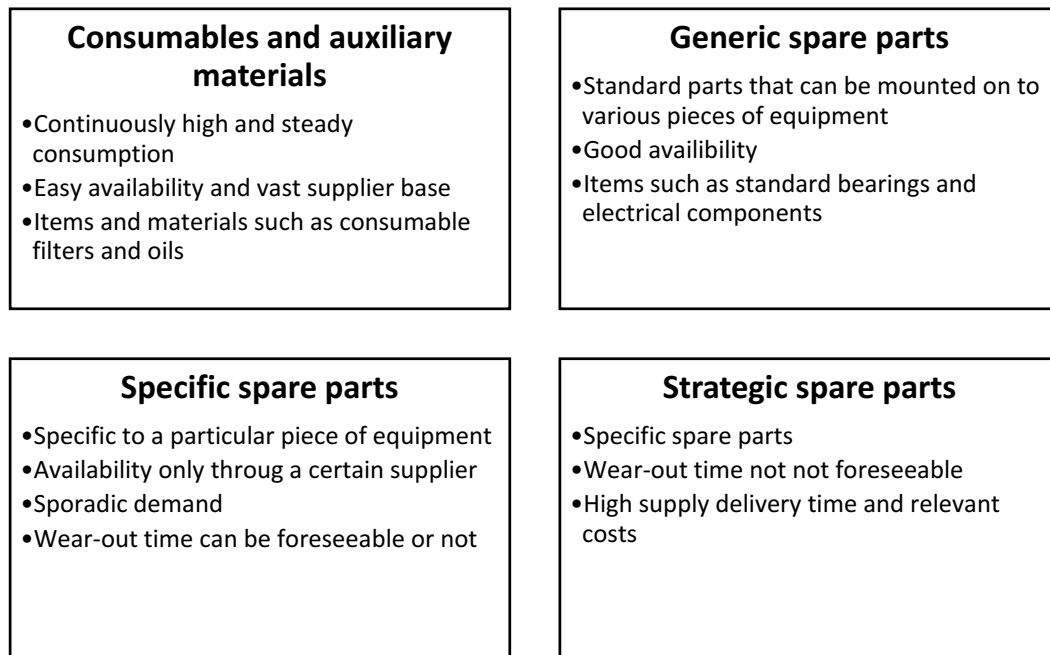 Consumables and auxiliary
materials
•Continuously high and steady
consumption
•Easy availability and vast supplier base
•Items and materials such as consumable
filters and oils
Generic spare parts
•Standard parts that can be mounted on to
various pieces of equipment
•Good availibility
•Items such as standard bearings and
electrical components
Specific spare parts
•Specific to a particular piece of equipment
•Availability only throug a certain supplier
•Sporadic demand
•Wear-out time can be foreseeable or not
Strategic spare parts
•Specific spare parts
•Wear-out time not not foreseeable
•High supply delivery time and relevant
costs